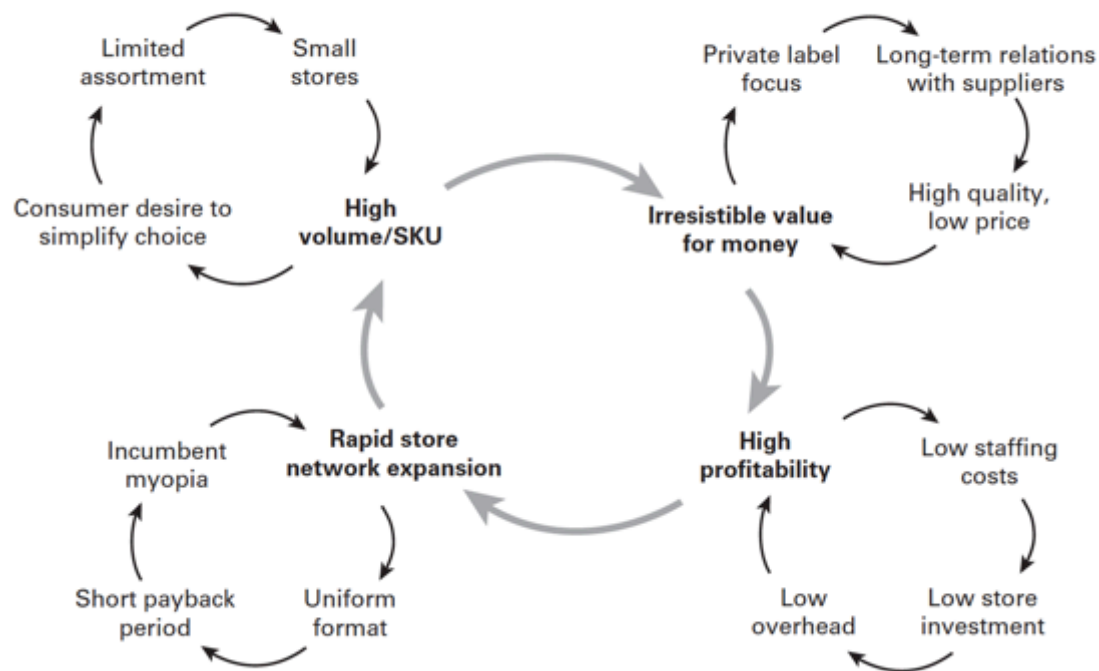 Limited
assortment
Small
stores
Consumer desire to
simplify choice
High
volume/SKU
Private label
focus
Long-term relations
with suppliers
Irresistible value
for money
High quality,
low price
Incumbent
myopia
Rapid store
network expansion
Short payback
period
Uniform
format
High
profitability
Low staffing
costs
Low
overhead
Low store
investment